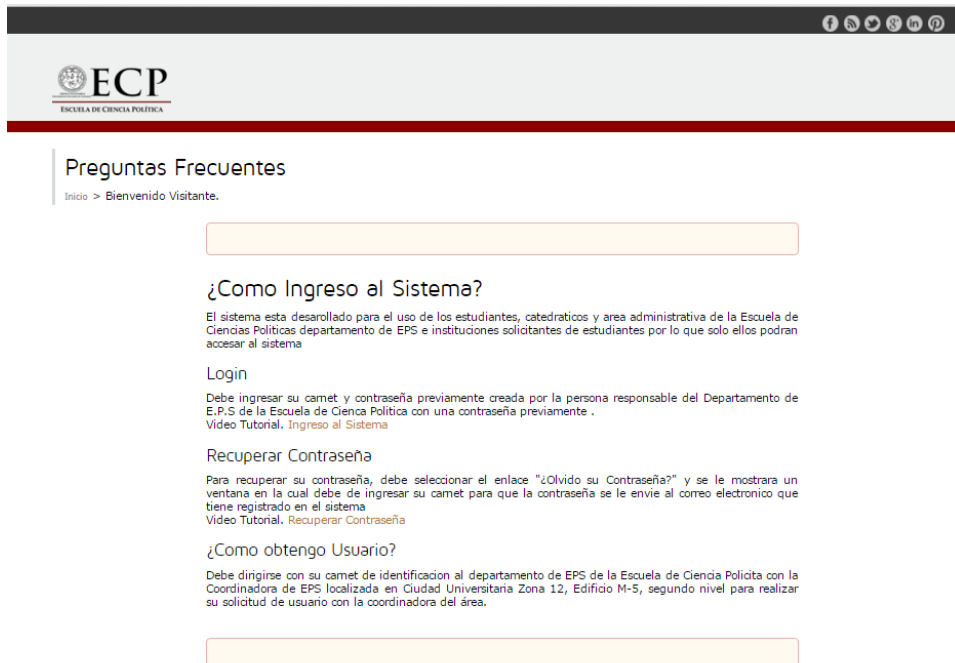 ECP
ESCUELA DE CIENCIA POLÍTICA
Preguntas Frecuentes
Inicio > Bienvenido Visitante.
¿Como Ingreso al Sistema?
El sistema esta desarollado para el uso de los estudiantes, catedraticos y area administrativa de la Escuela de
Ciencias Politicas departamento de EPS e instituciones solicitantes de estudiantes por lo que solo ellos podran
accesar al sistema
Login
Debe ingresar su carnet y contraseña previamente creada por la persona responsable del Departamento de
E.P.S de la Escuela de Cienca Politica con una contraseña previamente .
Video Tutorial. Ingreso al Sistema
Recuperar Contraseña
Para recuperar su contraseña, debe seleccionar el enlace "¿Olvido su Contraseña?" y se le mostrara un
ventana en la cual debe de ingresar su carnet para que la contraseña se le envie al correo electronico que
tiene registrado en el sistema
Video Tutorial. Recuperar Contraseña
¿Como obtengo Usuario?
Debe dirigirse con su carnet de identificacion al departamento de EPS de la Escuela de Ciencia Policita con la
Coordinadora de EPS localizada en Ciudad Universitaria Zona 12, Edificio M-5, segundo nivel para realizar
su solicitud de usuario con la coordinadora del área.